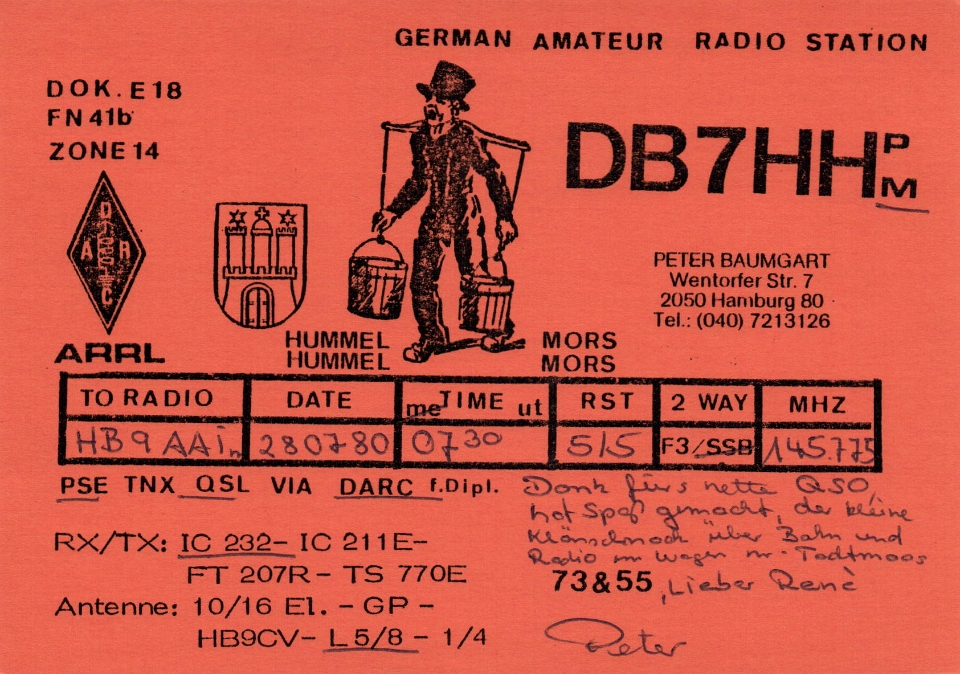 GERMAN AMATEUR RADIO STATION
DOK. E18
FN 41b
ZONE 14
DB7HH P M
DARC
ARRL
PETER BAUMGART
Wentorfer Str. 7
2050 Hamburg 80
Tel.: (040) 7213126
HUMMEL MORS
HUMMEL MORS
TO RADIO DATE me TIME ut RST 2 WAY MHZ
HB9AAI 280780 0730 5/5 F3/SSB 145.775
PSE TNX QSL VIA DARC f.Dipl.
RX/TX: IC 232- IC 211E-
FT 207R - TS 770E
Antenne: 10/16 El. - GP -
HB9CV- L 5/8 - 1/4
Dank fürs nette QSO,
hat Spaß gemacht, der kleine
Klönschnack über Bahn und
Radio im Wagen nr. Todtmoos
73&55, Lieber Renè
Peter